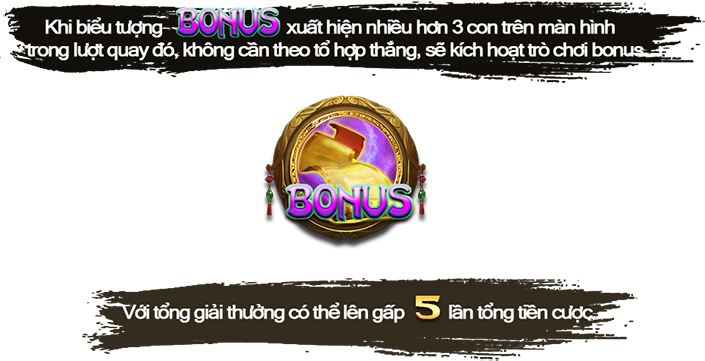 Khi biểu tượng BONUS xuất hiện nhiều hơn 3 con trên màn hình
trong lượt quay đó, không cần theo tổ hợp thắng, sẽ kích hoạt trò chơi bonus.
BONUS
Với tổng giải thưởng có thể lên gấp 5 lần tổng tiền cược.